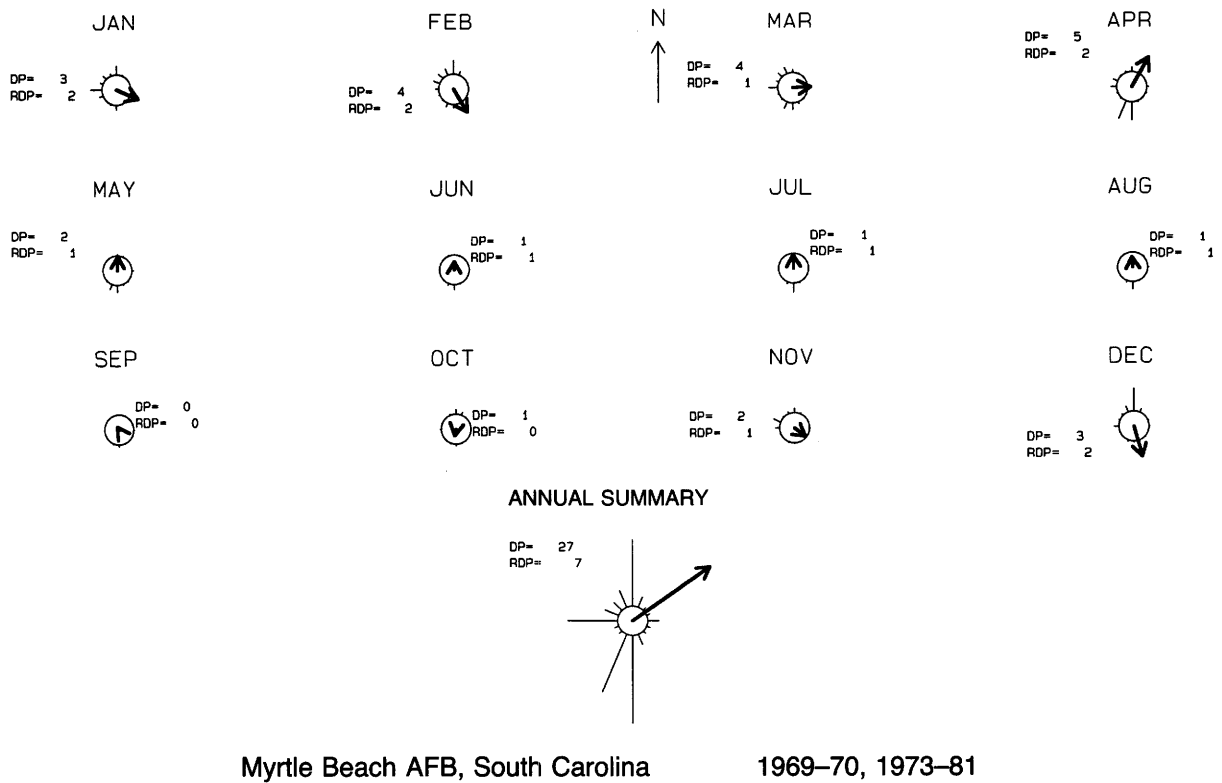 JAN
DP= 3
RDP= 2
FEB
DP= 4
RDP= 2
N
MAR
DP= 4
RDP= 1
APR
DP= 5
RDP= 2
MAY
DP= 2
RDP= 1
JUN
DP= 1
RDP= 1
JUL
DP= 1
RDP= 1
AUG
DP= 1
RDP= 1
SEP
DP= 0
RDP= 0
OCT
DP= 1
RDP= 0
NOV
DP= 2
RDP= 1
DEC
DP= 3
RDP= 2
ANNUAL SUMMARY
DP= 27
RDP= 7
Myrtle Beach AFB, South Carolina 1969–70, 1973–81